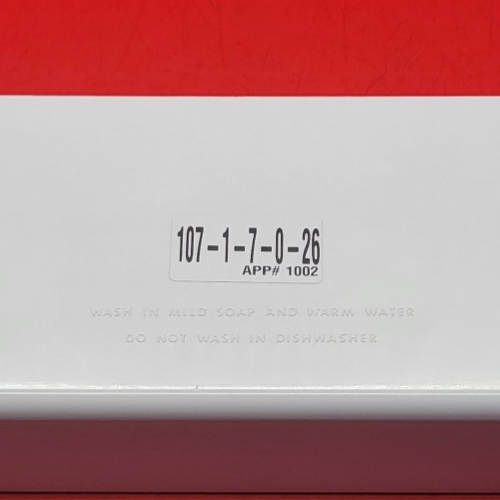 107-1-7-0-26
APP# 1002
WASH IN MILD SOAP AND WARM WATER
DO NOT WASH IN DISHWASHER